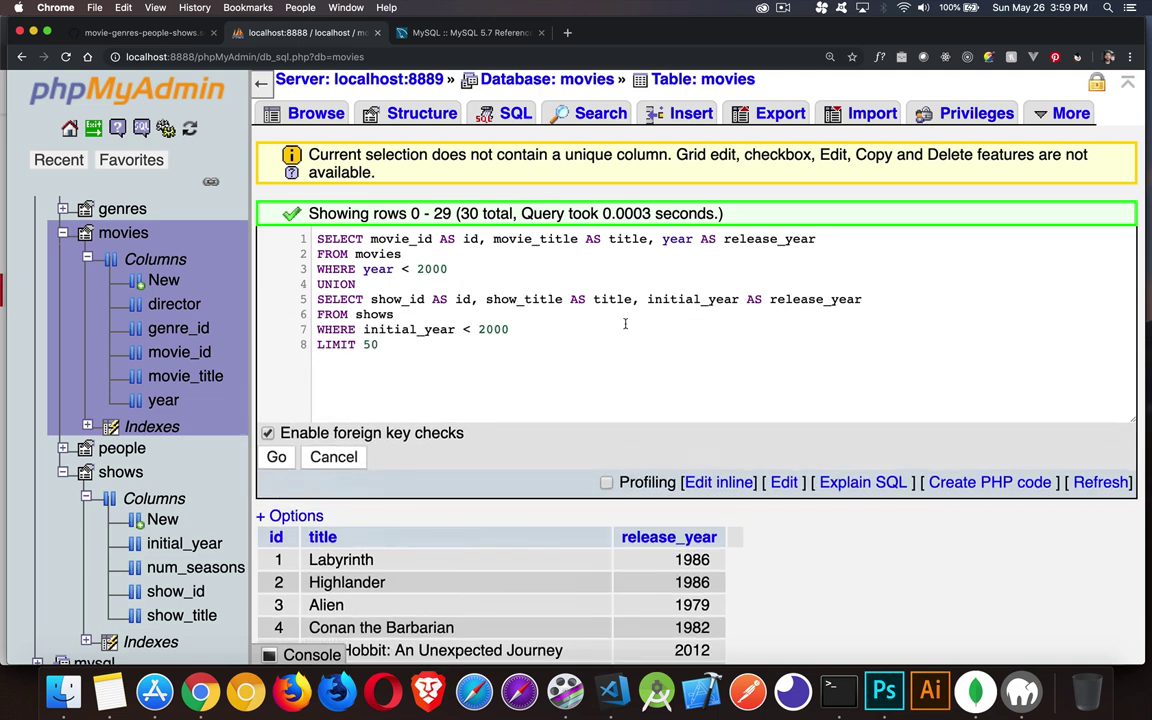 Chrome File Edit View History Bookmarks People Window Help 100% Sun May 26 3:59 PM
movie-genres-people-shows.s localhost:8888 / localhost / mo MySQL :: MySQL 5.7 Referenc
localhost:8888/phpMyAdmin/db_sql.php?db=movies
phpMyAdmin
Recent Favorites
genres
movies
Columns
New
director
genre_id
movie_id
movie_title
year
Indexes
people
shows
Columns
New
initial_year
num_seasons
show_id
show_title
Indexes
mysql
Server: localhost:8889 » Database: movies » Table: movies
Browse Structure SQL Search Insert Export Import Privileges More
Current selection does not contain a unique column. Grid edit, checkbox, Edit, Copy and Delete features are not
available.
Showing rows 0 - 29 (30 total, Query took 0.0003 seconds.)
1 SELECT movie_id AS id, movie_title AS title, year AS release_year
2 FROM movies
3 WHERE year < 2000
4 UNION
5 SELECT show_id AS id, show_title AS title, initial_year AS release_year
6 FROM shows
7 WHERE initial_year < 2000
8 LIMIT 50
Enable foreign key checks
Go Cancel
Profiling [Edit inline] [ Edit ] [ Explain SQL ] [ Create PHP code ] [ Refresh]
+ Options
id title release_year
1 Labyrinth 1986
2 Highlander 1986
3 Alien 1979
4 Conan the Barbarian 1982
Hobbit: An Unexpected Journey 2012
Console
Ps Ai